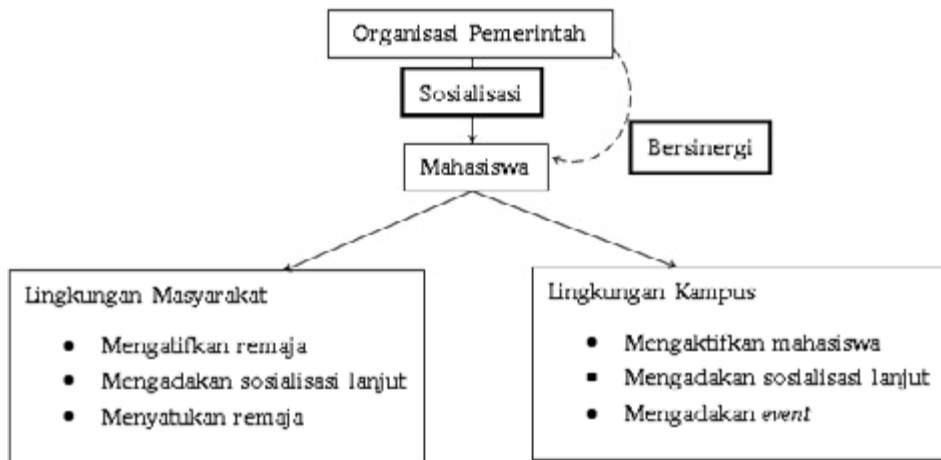 Organisasi Pemerintah
Sosialisasi
Bersinergi
Mahasiswa
Lingkungan Masyarakat
• Mengatifkan remaja
• Mengadakan sosialisasi lanjut
• Menyatukan remaja
Lingkungan Kampus
• Mengaktifkan mahasiswa
▪ Mengadakan sosialisasi lanjut
• Mengadakan event